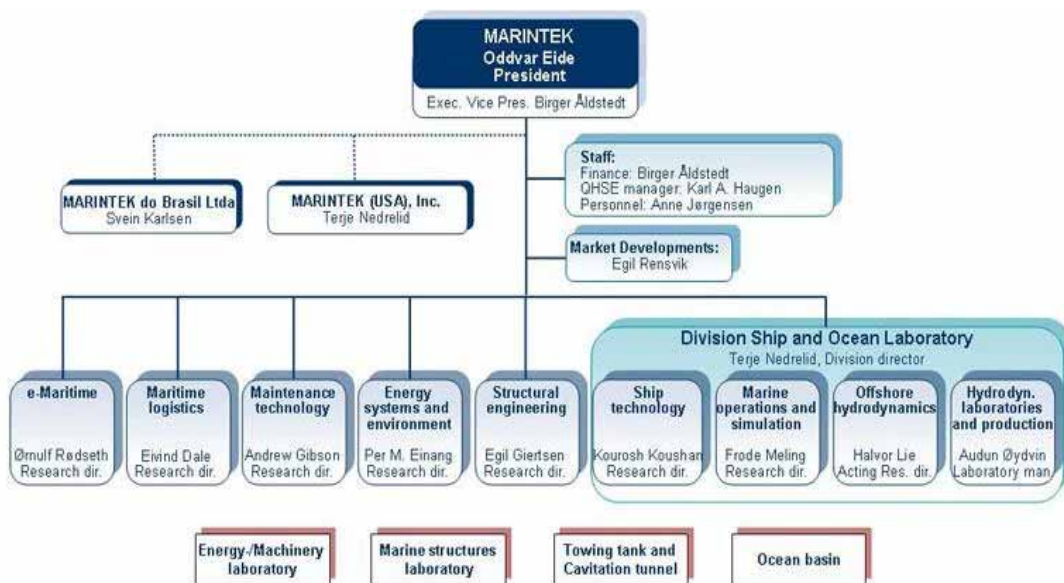 MARINTEK
Oddvar Eide
President
Exec. Vice Pres. Birger Åldstedt
MARINTEK do Brasil Ltda
Svein Karlsen
MARINTEK (USA), Inc.
Terje Nedrelid
Staff:
Finance: Birger Åldstedt
QHSE manager: Karl A. Haugen
Personnel: Anne Jørgensen
Market Developments:
Egil Rensvik
Division Ship and Ocean Laboratory
Terje Nedrelid, Division director
e-Maritime
Ørnulf Rødseth
Research dir.
Maritime
logistics
Eivind Dale
Research dir.
Maintenance
technology
Andrew Gibson
Research dir.
Energy
systems and
environment
Per M. Einang
Research dir.
Structural
engineering
Egil Giertsen
Research dir.
Ship
technology
Kourosh Koushan
Research dir.
Marine
operations and
simulation
Frode Meling
Research dir.
Offshore
hydrodynamics
Halvor Lie
Acting Res. dir.
Hydrodyn.
laboratories
and production
Audun Øydvin
Laboratory man.
Energy-/Machinery
laboratory
Marine structures
laboratory
Towing tank and
Cavitation tunnel
Ocean basin